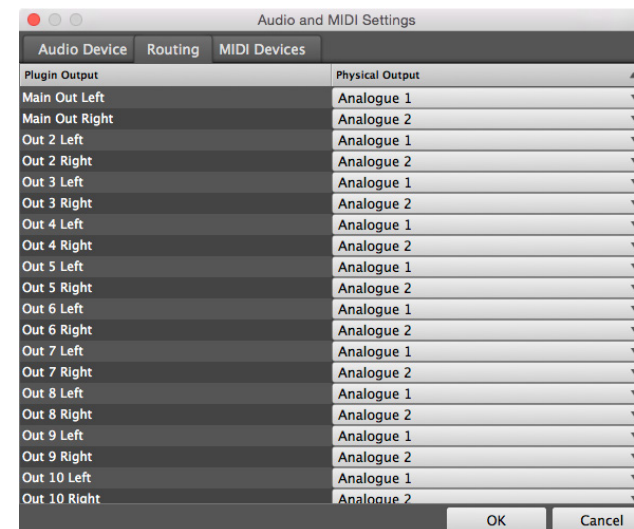 Audio and MIDI Settings
Audio Device Routing MIDI Devices
Plugin Output Physical Output
Main Out Left Analogue 1
Main Out Right Analogue 2
Out 2 Left Analogue 1
Out 2 Right Analogue 2
Out 3 Left Analogue 1
Out 3 Right Analogue 2
Out 4 Left Analogue 1
Out 4 Right Analogue 2
Out 5 Left Analogue 1
Out 5 Right Analogue 2
Out 6 Left Analogue 1
Out 6 Right Analogue 2
Out 7 Left Analogue 1
Out 7 Right Analogue 2
Out 8 Left Analogue 1
Out 8 Right Analogue 2
Out 9 Left Analogue 1
Out 9 Right Analogue 2
Out 10 Left Analogue 1
Out 10 Right Analogue 2
OK Cancel